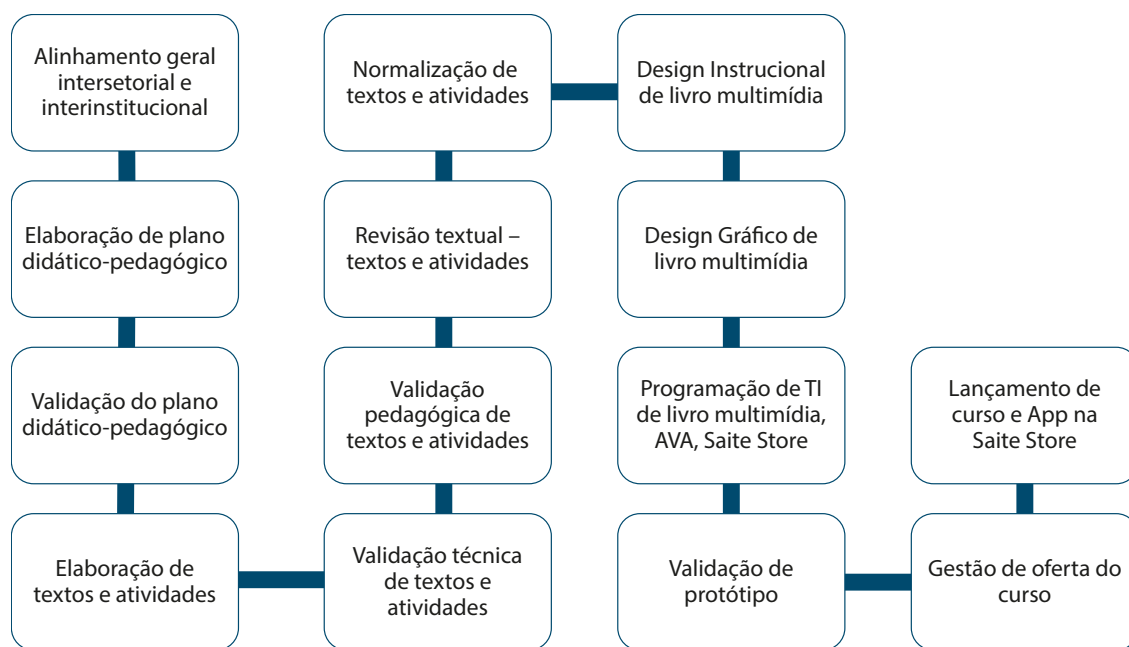 Alinhamento geral
intersetorial e
interinstitucional
Elaboração de plano
didático-pedagógico
Validação do plano
didático-pedagógico
Elaboração de
textos e atividades
Validação técnica
de textos e
atividades
Validação
pedagógica de
textos e atividades
Revisão textual –
textos e atividades
Normalização de
textos e atividades
Design Instrucional
de livro multimídia
Design Gráfico de
livro multimídia
Programação de TI
de livro multimídia,
AVA, Saite Store
Validação de
protótipo
Gestão de oferta do
curso
Lançamento de
curso e App na
Saite Store